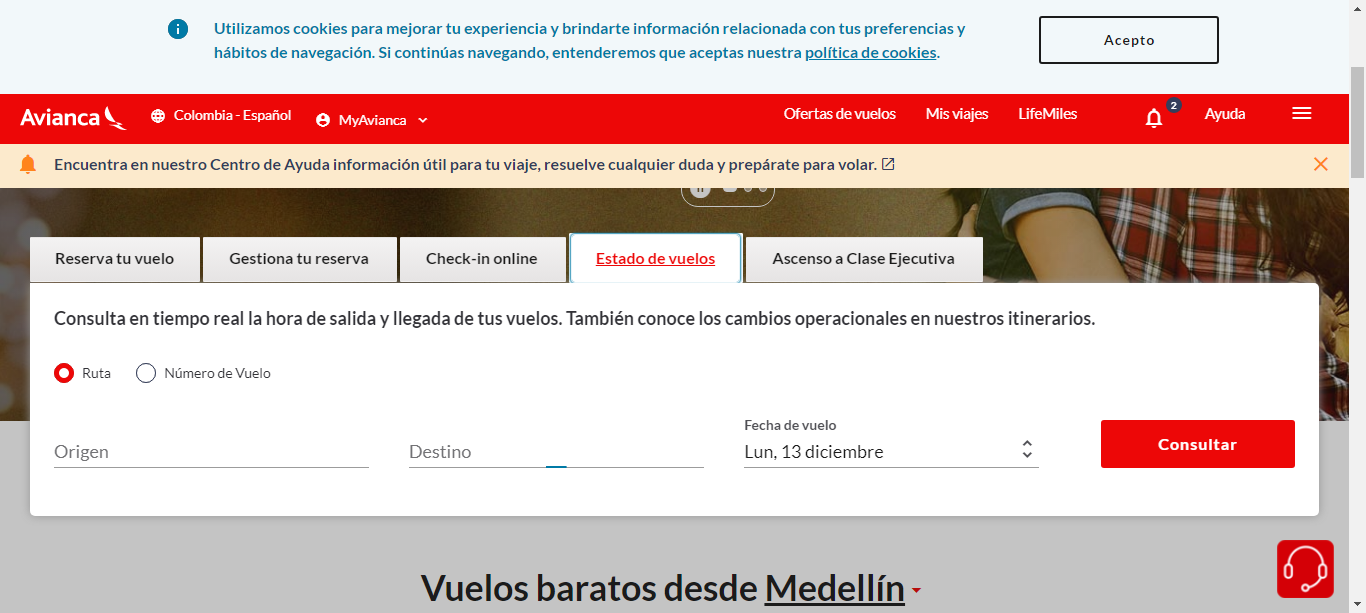 Utilizamos cookies para mejorar tu experiencia y brindarte información relacionada con tus preferencias y
hábitos de navegación. Si continúas navegando, entenderemos que aceptas nuestra política de cookies.
Acepto
Avianca
Colombia - Español
MyAvianca
Ofertas de vuelos
Mis viajes
LifeMiles
2
Ayuda
Encuentra en nuestro Centro de Ayuda información útil para tu viaje, resuelve cualquier duda y prepárate para volar.
Reserva tu vuelo
Gestiona tu reserva
Check-in online
Estado de vuelos
Ascenso a Clase Ejecutiva
Consulta en tiempo real la hora de salida y llegada de tus vuelos. También conoce los cambios operacionales en nuestros itinerarios.
Ruta
Número de Vuelo
Origen
Destino
Fecha de vuelo
Lun, 13 diciembre
Consultar
Vuelos baratos desde Medellín